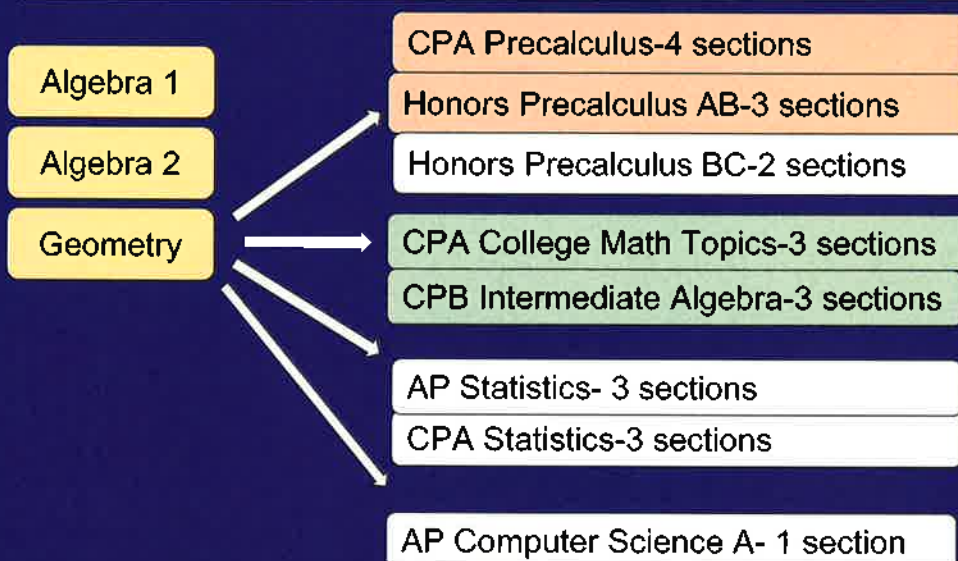 Algebra 1
Algebra 2
Geometry
CPA Precalculus-4 sections
Honors Precalculus AB-3 sections
Honors Precalculus BC-2 sections
CPA College Math Topics-3 sections
CPB Intermediate Algebra-3 sections
AP Statistics- 3 sections
CPA Statistics-3 sections
AP Computer Science A- 1 section